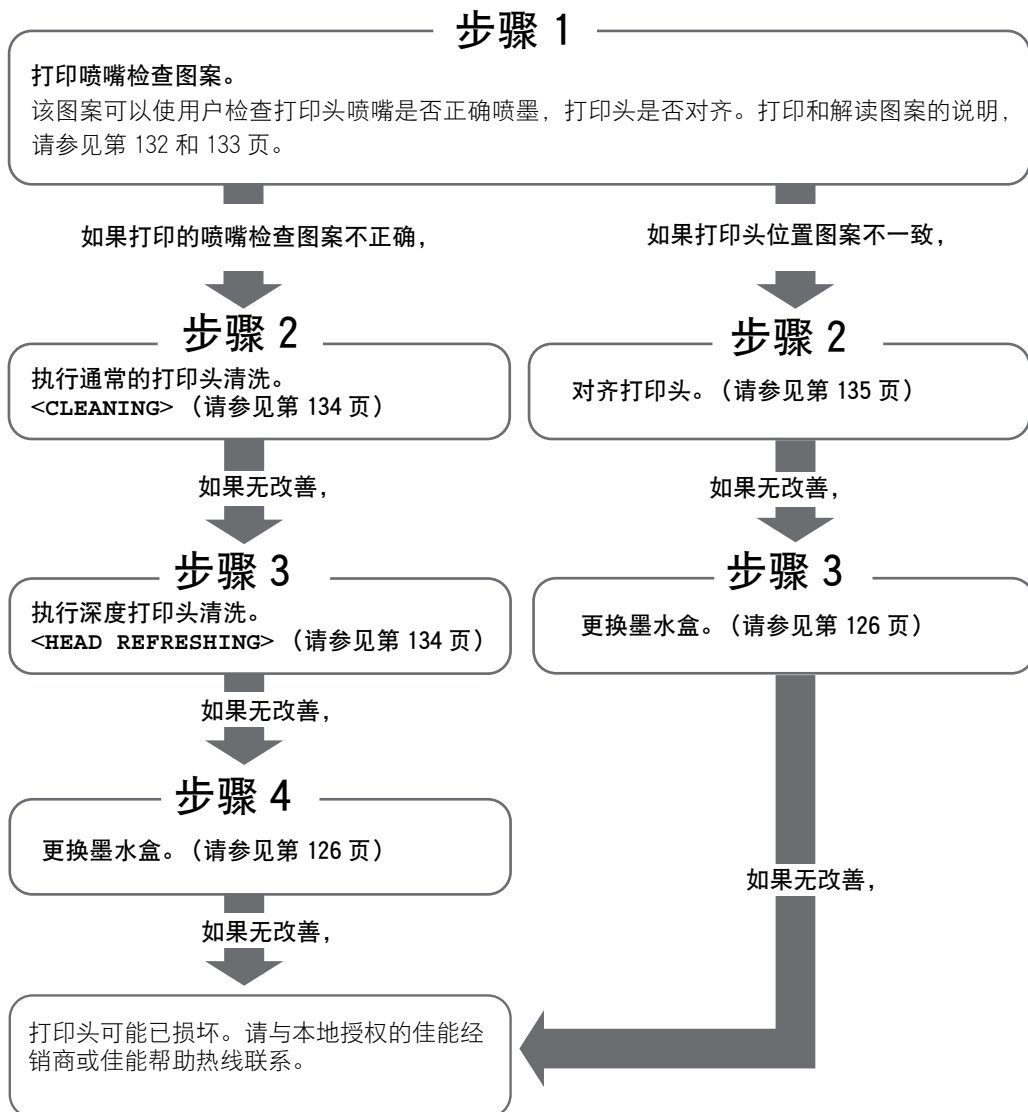 步骤 1
打印喷嘴检查图案。
该图案可以使用户检查打印头喷嘴是否正确喷墨，打印头是否对齐。打印和解读图案的说明，
请参见第 132 和 133 页。
如果打印的喷嘴检查图案不正确，
步骤 2
执行通常的打印头清洗。
<CLEANING> （请参见第 134 页）
如果无改善，
步骤 3
执行深度打印头清洗。
<HEAD REFRESHING> （请参见第 134 页）
如果无改善，
步骤 4
更换墨水盒。（请参见第 126 页）
如果无改善，
如果打印头位置图案不一致，
步骤 2
对齐打印头。（请参见第 135 页）
如果无改善，
步骤 3
更换墨水盒。（请参见第 126 页）
如果无改善，
打印头可能已损坏。请与本地授权的佳能经
销商或佳能帮助热线联系。